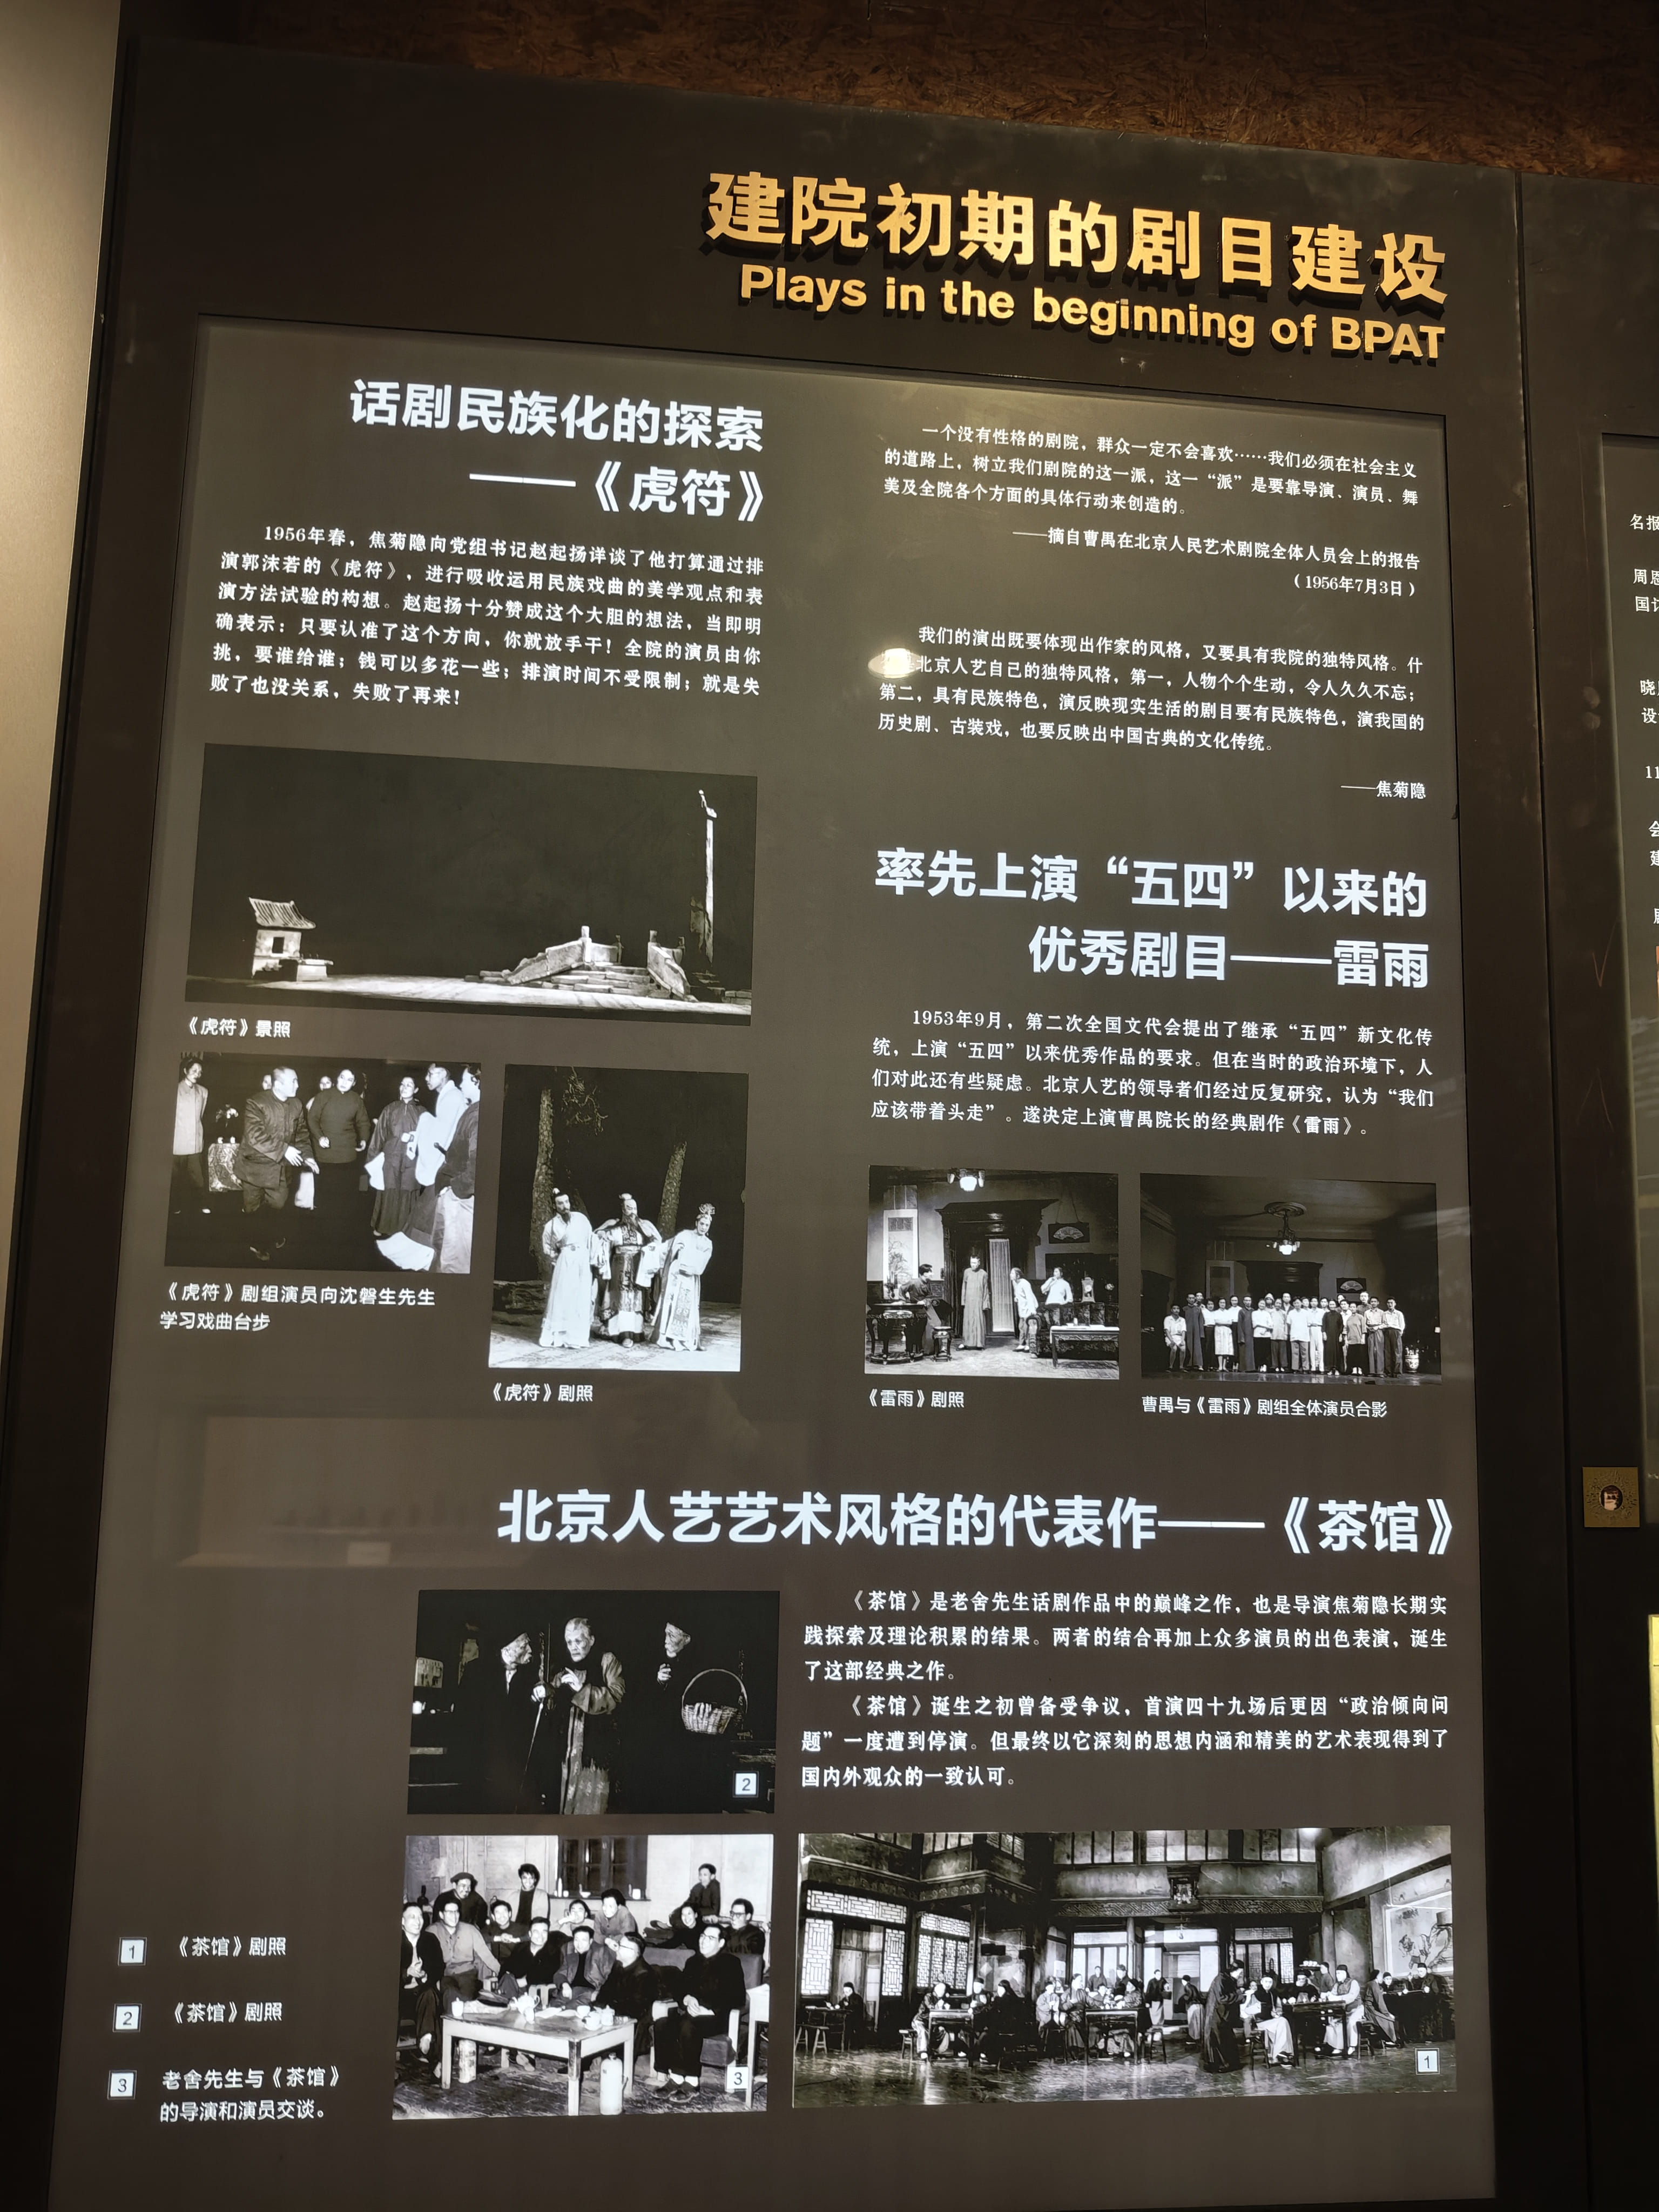 建院初期的剧目建设
Plays in the beginning of BPAT
话剧民族化的探索
——《虎符》
1956年春，焦菊隐向党组书记赵起扬详谈了他打算通过排
演郭沫若的《虎符》，进行吸收运用民族戏曲的美学观点和表
演方法试验的构想。赵起扬十分赞成这个大胆的想法，当即明
确表示：只要认准了这个方向，你就放手干！全院的演员由你
挑，要谁给谁；钱可以多花一些；排演时间不受限制；就是失
败了也没关系，失败了再来！
《虎符》景照
《虎符》剧组演员向沈磐生先生
学习戏曲台步
《虎符》剧照
一个没有性格的剧院，群众一定不会喜欢……我们必须在社会主义
的道路上，树立我们剧院的这一派，这一“派”是要靠导演、演员、舞
美及全院各个方面的具体行动来创造的。
——摘自曹禺在北京人民艺术剧院全体人员会上的报告
（1956年7月3日）
我们的演出既要体现出作家的风格，又要具有我院的独特风格。什
北京人艺自己的独特风格，第一，人物个个生动，令人久久不忘；
第二，具有民族特色，演反映现实生活的剧目要有民族特色，演我国的
历史剧、古装戏，也要反映出中国古典的文化传统。
——焦菊隐
率先上演“五四”以来的
优秀剧目——雷雨
1953年9月，第二次全国文代会提出了继承“五四”新文化传
统，上演“五四”以来优秀作品的要求。但在当时的政治环境下，人
们对此还有些疑虑。北京人艺的领导者们经过反复研究，认为“我们
应该带着头走”。遂决定上演曹禺院长的经典剧作《雷雨》。
《雷雨》剧照
曹禺与《雷雨》剧组全体演员合影
北京人艺艺术风格的代表作——《茶馆》
《茶馆》是老舍先生话剧作品中的巅峰之作，也是导演焦菊隐长期实
践探索及理论积累的结果。两者的结合再加上众多演员的出色表演，诞生
了这部经典之作。
《茶馆》诞生之初曾备受争议，首演四十九场后更因“政治倾向问
题”一度遭到停演。但最终以它深刻的思想内涵和精美的艺术表现得到了
国内外观众的一致认可。
2
3
1
1 《茶馆》剧照
2 《茶馆》剧照
3 老舍先生与《茶馆》
的导演和演员交谈。
名报
周恩
国
设
11